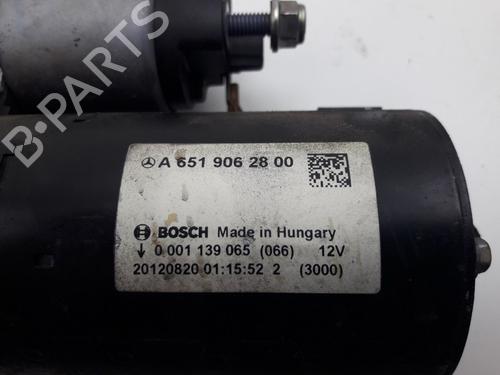 B-PARTS
A 651 906 28 00
BOSCH Made in Hungary
0 001 139 065 (066) 12V
20120820 01:15:52 2 (3000)